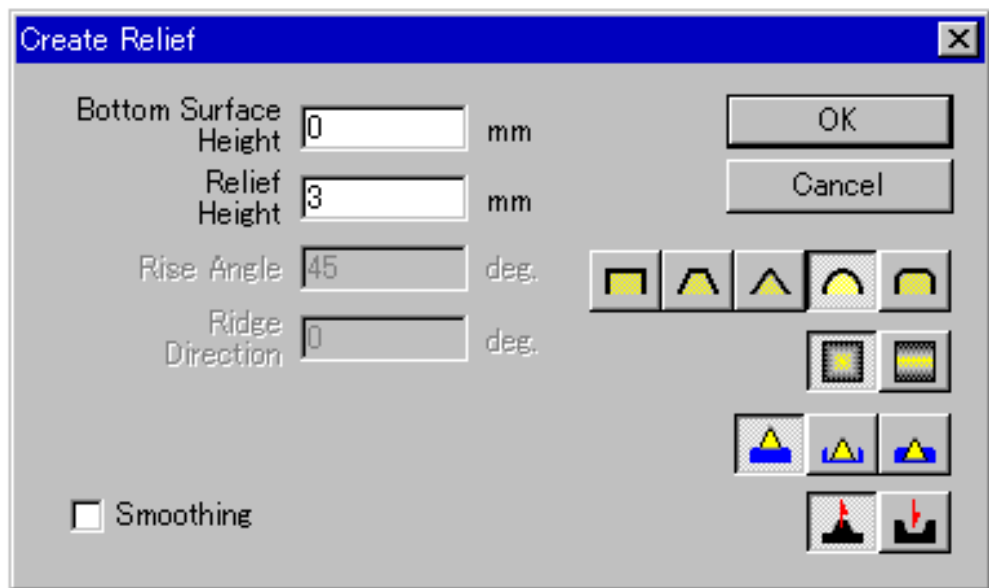 Create Relief
Bottom Surface
Height
0
mm
OK
Relief
Height
3
mm
Cancel
Rise Angle
45
deg.
Ridge
Direction
0
deg.
Smoothing